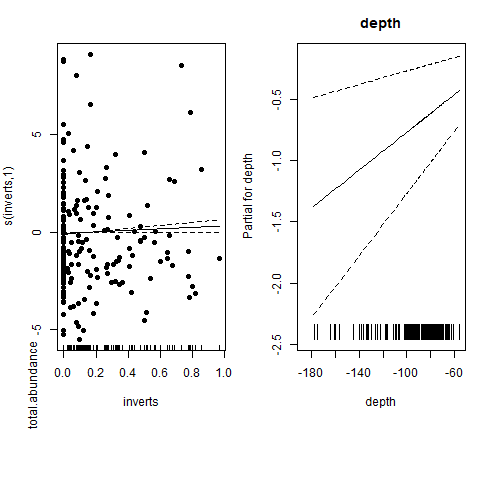 depth
s(inverts,1)
total.abundance
5
0
-5
0.0 0.2 0.4 0.6 0.8 1.0
inverts
Partial for depth
-0.5
-1.0
-1.5
-2.0
-2.5
-180 -140 -100 -60
depth